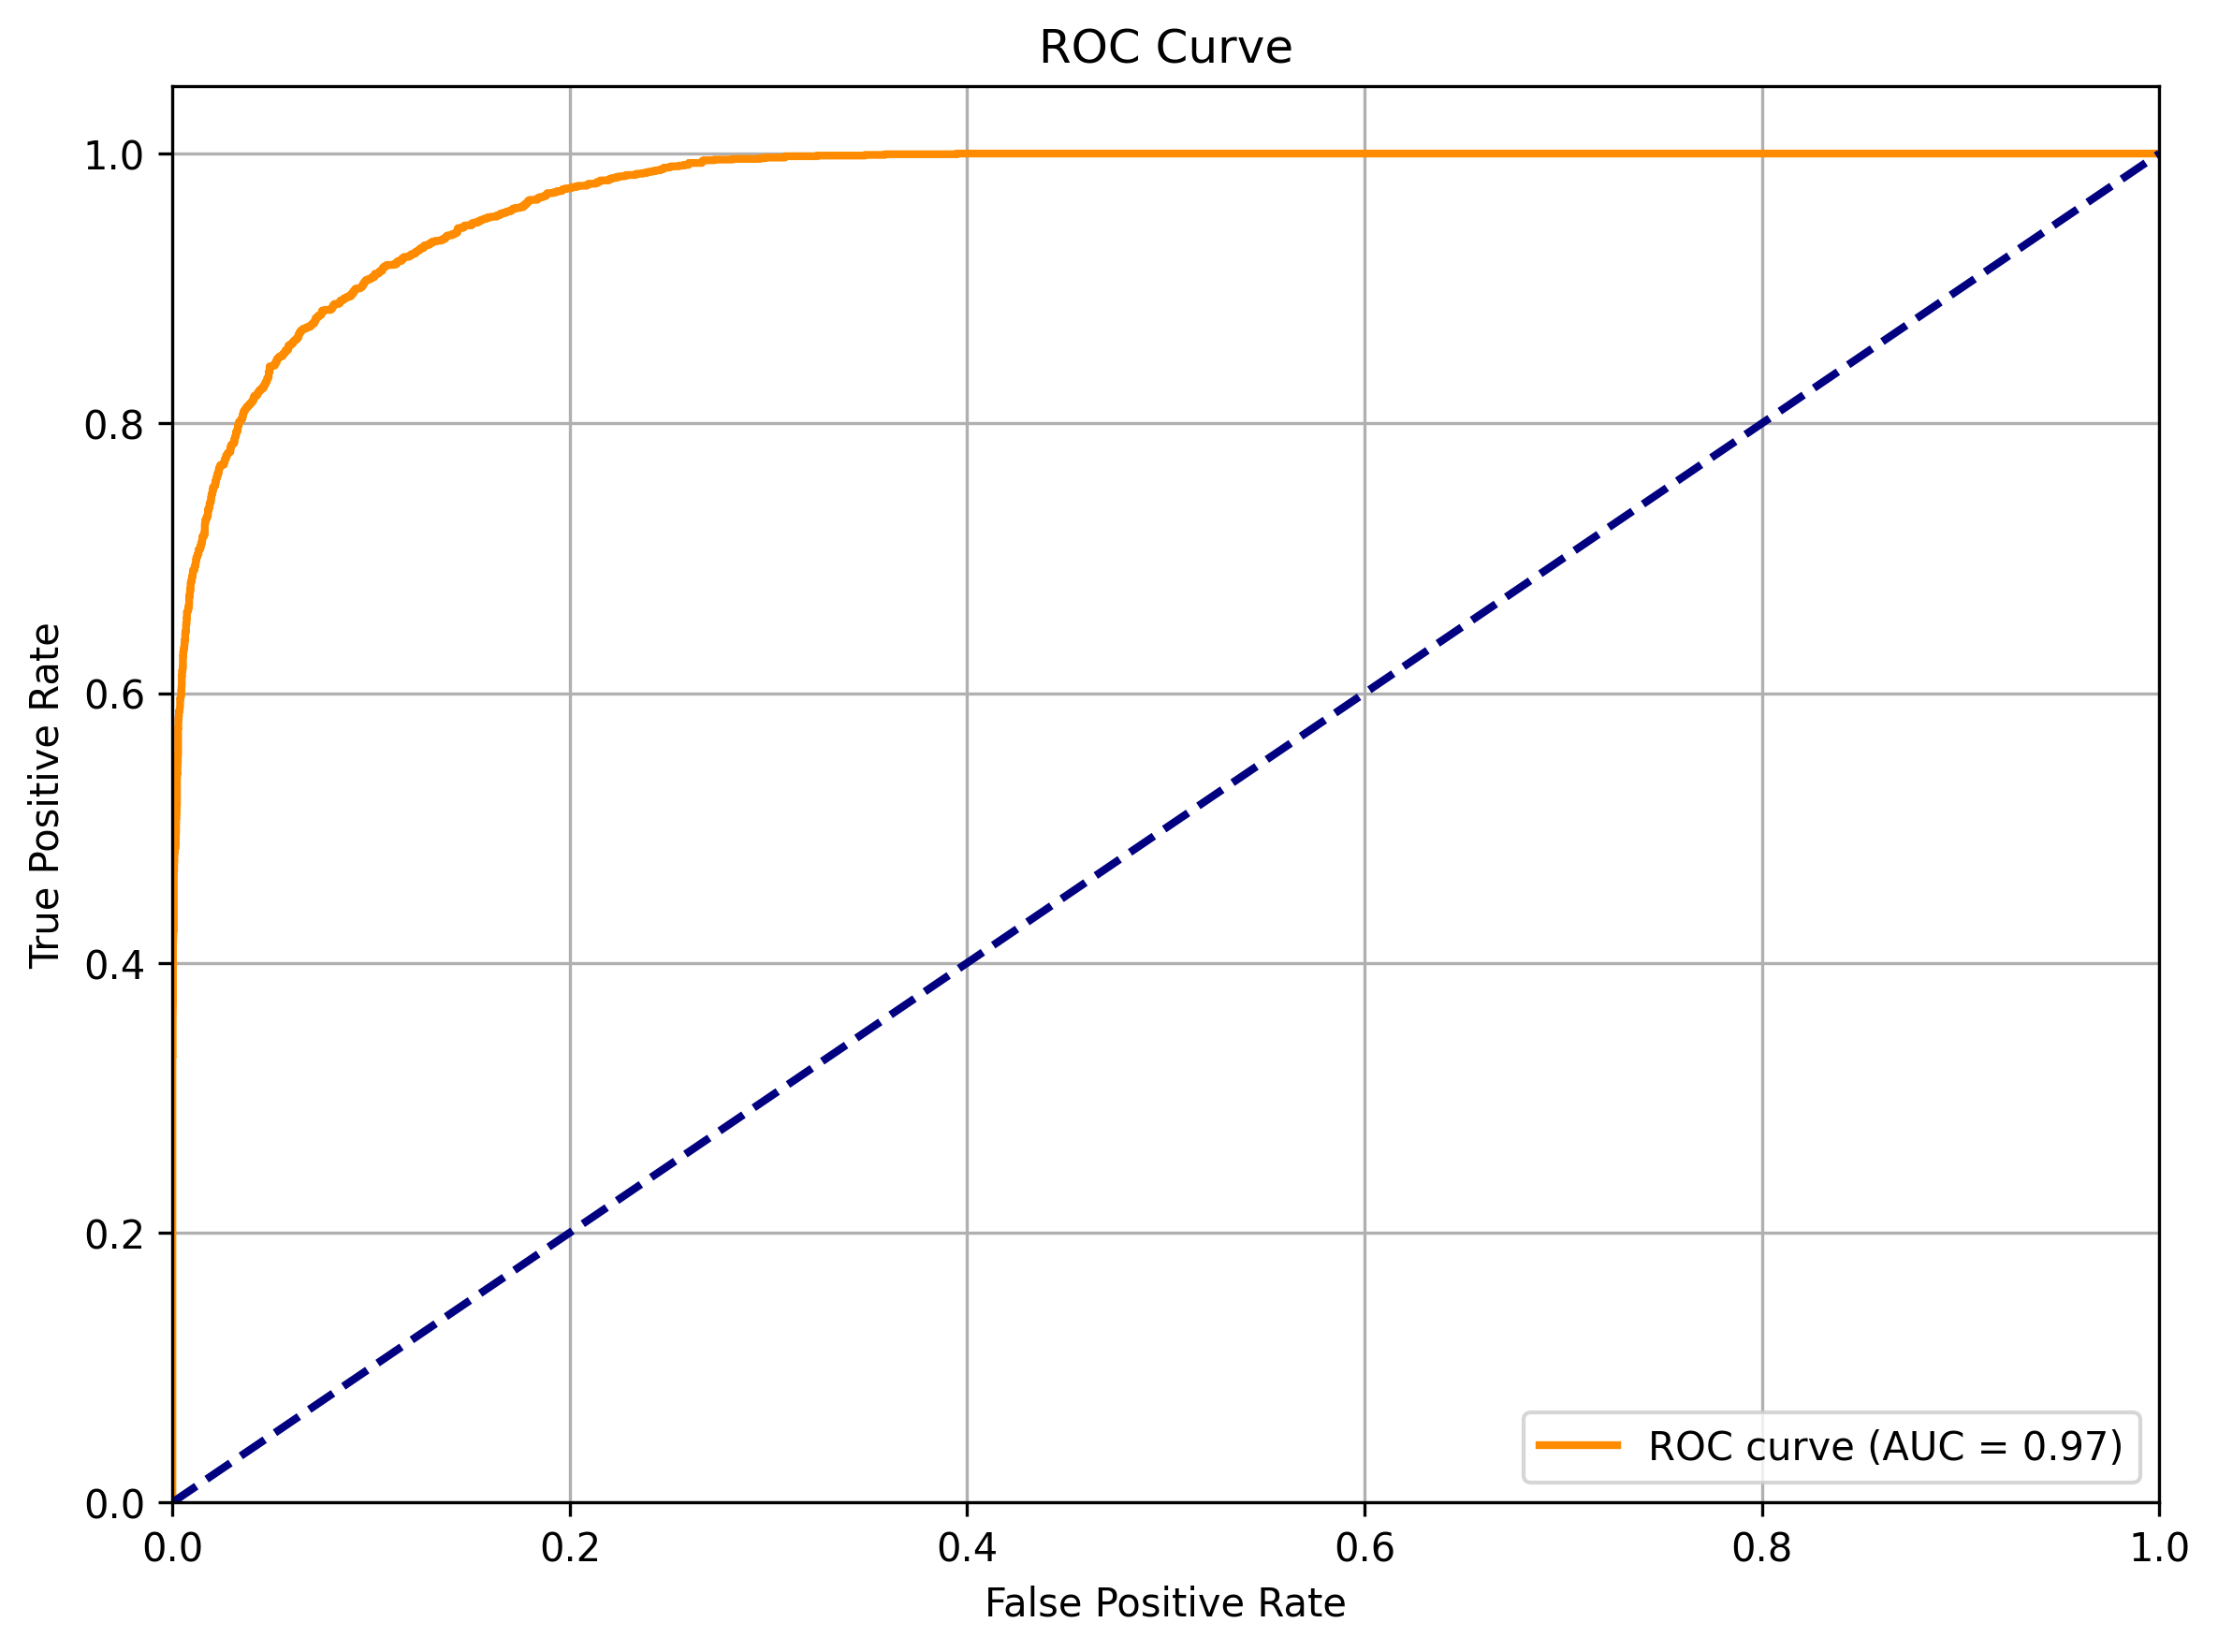 ROC Curve
1.0
0.8
0.6
0.4
0.2
0.0
True Positive Rate
0.0 0.2 0.4 0.6 0.8 1.0
False Positive Rate
ROC curve (AUC = 0.97)